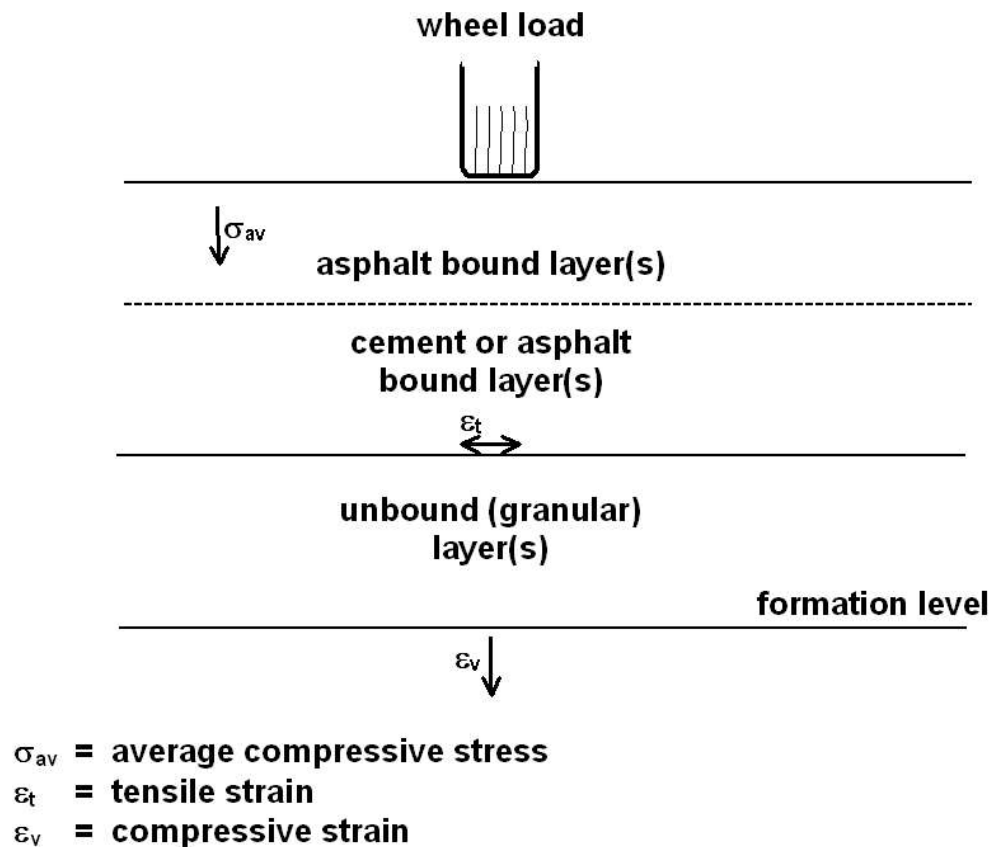 wheel load
σav
asphalt bound layer(s)
cement or asphalt
bound layer(s)
εt
unbound (granular)
layer(s)
formation level
εv
σav = average compressive stress
εt = tensile strain
εv = compressive strain